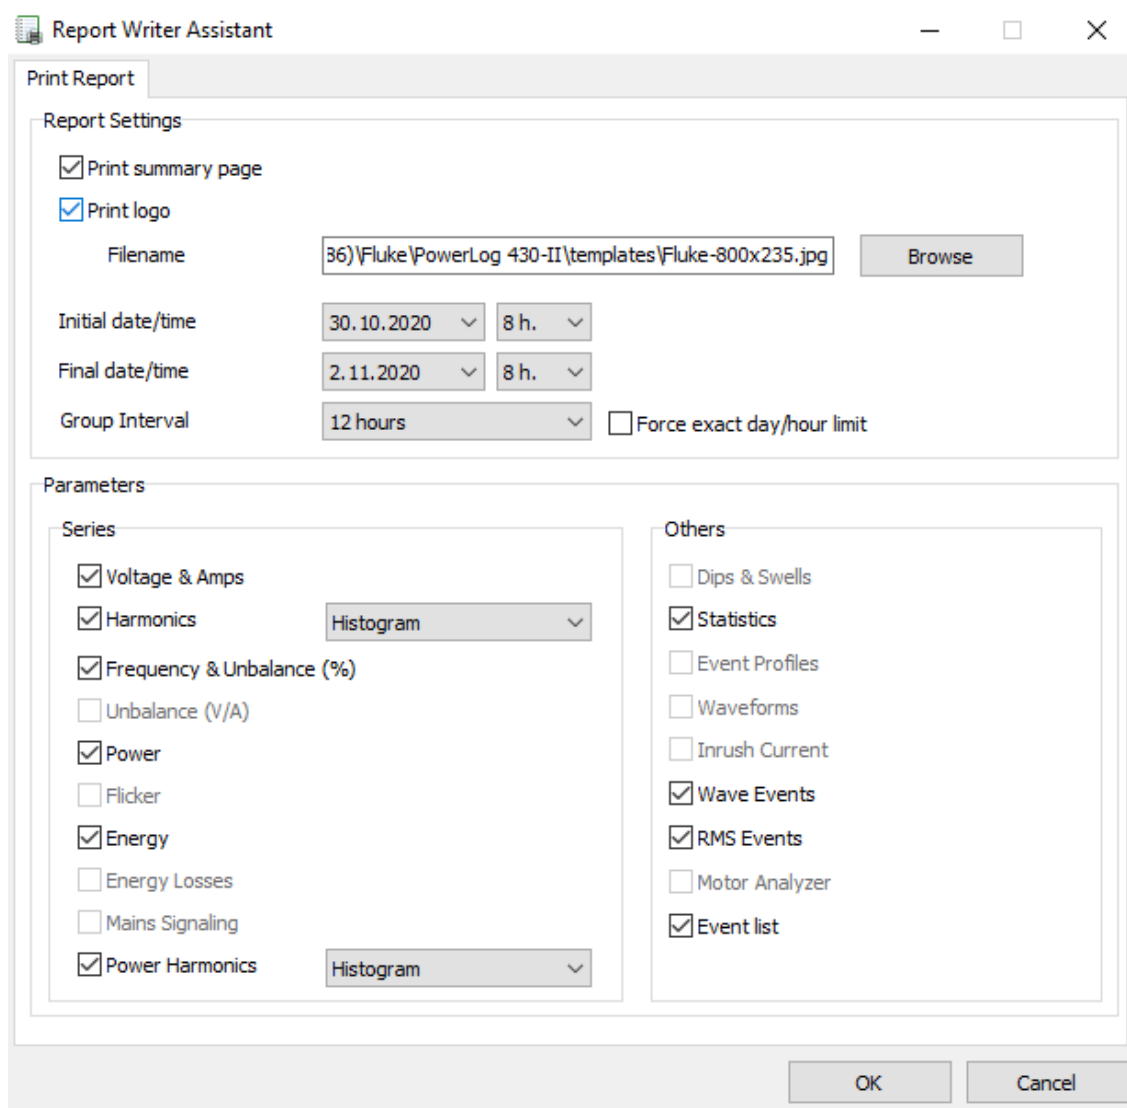 Report Writer Assistant
Print Report
Report Settings
Print summary page
Print logo
Filename 86)\Fluke\PowerLog 430-II\templates\Fluke-800x235.jpg Browse
Initial date/time 30.10.2020 8 h.
Final date/time 2.11.2020 8 h.
Group Interval 12 hours Force exact day/hour limit
Parameters
Series Others
Voltage & Amps Dips & Swells
Harmonics Histogram Statistics
Frequency & Unbalance (%) Event Profiles
Unbalance (V/A) Waveforms
Power Inrush Current
Flicker Wave Events
Energy RMS Events
Energy Losses Motor Analyzer
Mains Signaling Event list
Power Harmonics Histogram
OK Cancel